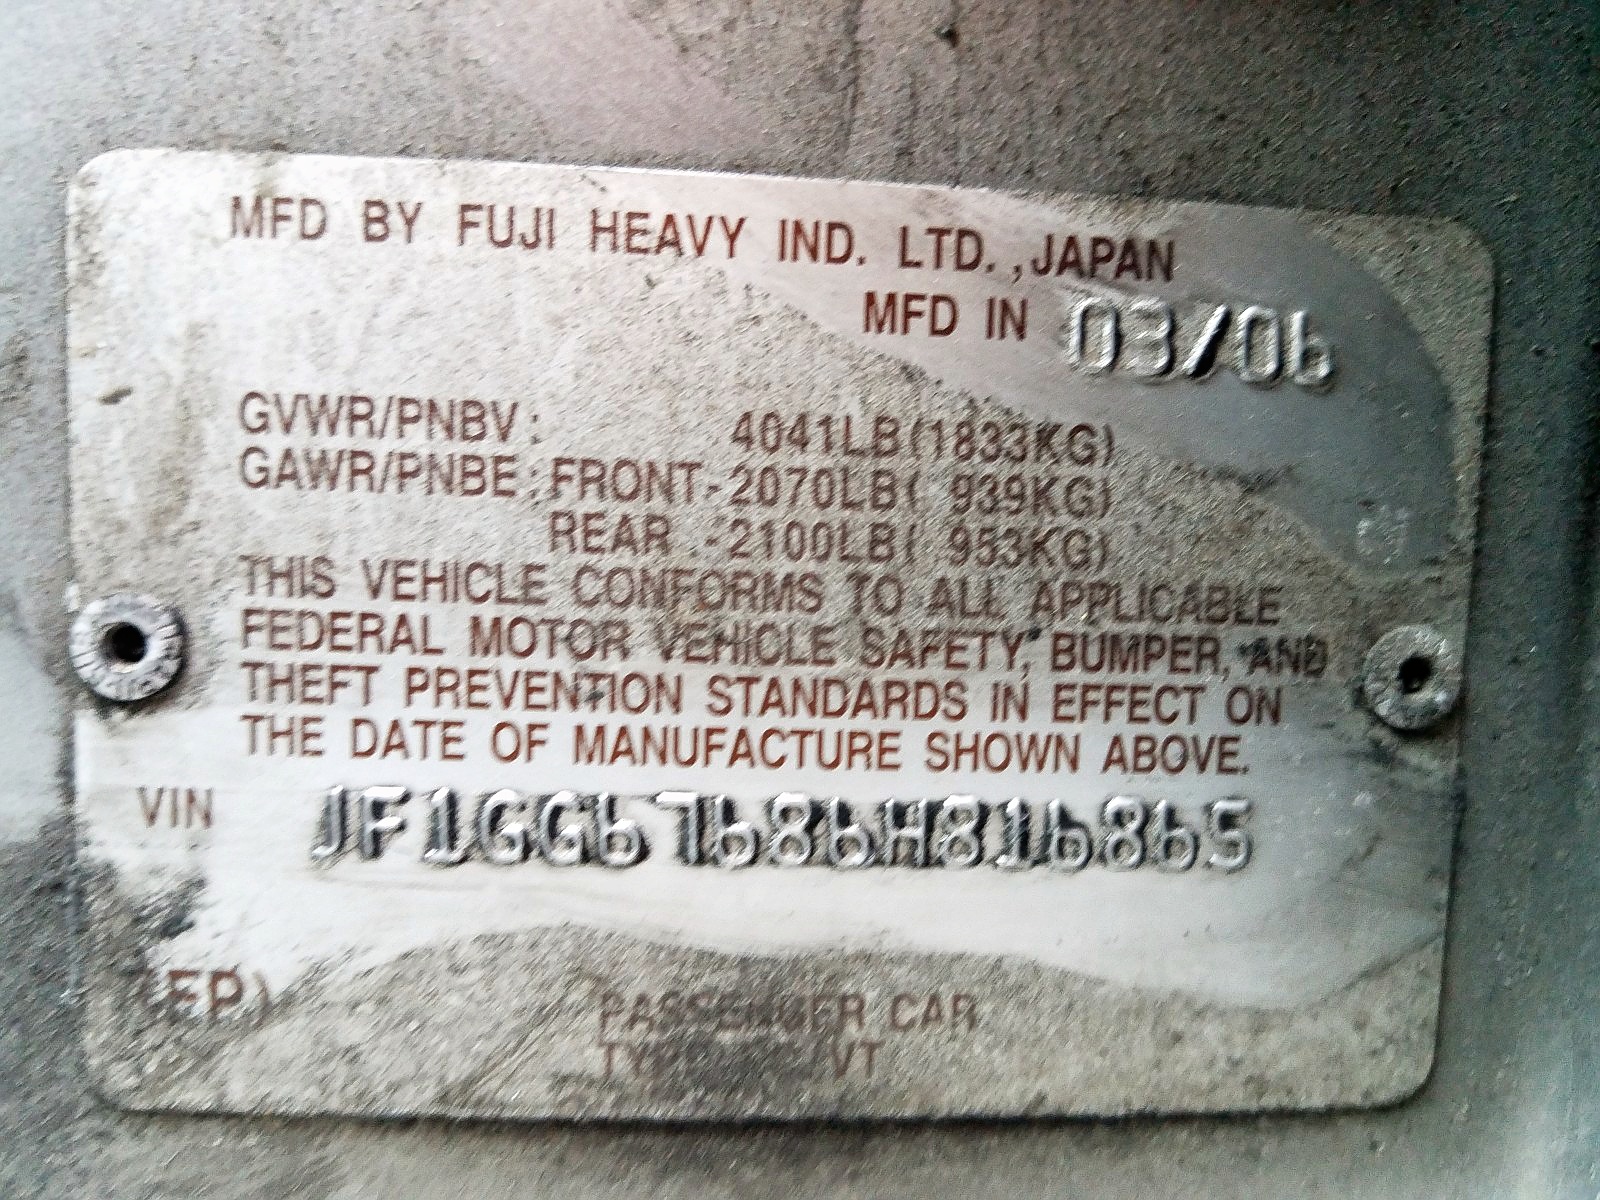 MFD BY FUJI HEAVY IND. LTD. ,JAPAN
MFD IN 03/06
GVWR/PNBV: 4041LB(1833KG)
GAWR/PNBE:FRONT-2070LB( 939KG)
REAR -2100LB( 953KG)
THIS VEHICLE CONFORMS TO ALL APPLICABLE
FEDERAL MOTOR VEHICLE SAFETY, BUMPER, AND
THEFT PREVENTION STANDARDS IN EFFECT ON
THE DATE OF MANUFACTURE SHOWN ABOVE.
VIN JF1GG67686H816865
(EP) PASSENGER CAR